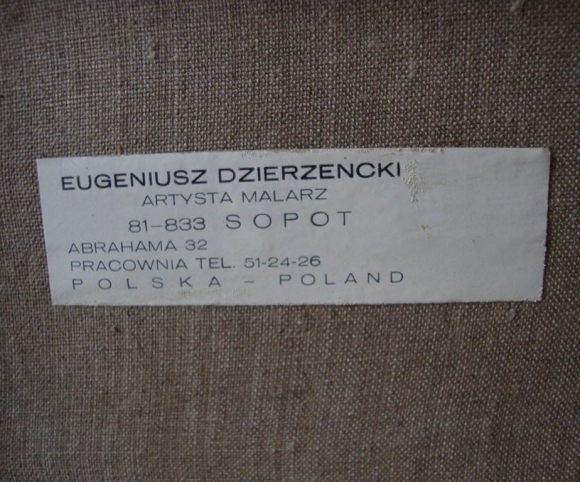 EUGENIUSZ DZIERZENCKI
ARTYSTA MALARZ
81-833 SOPOT
ABRAHAMA 32
PRACOWNIA TEL. 51-24-26
POLSKA - POLAND